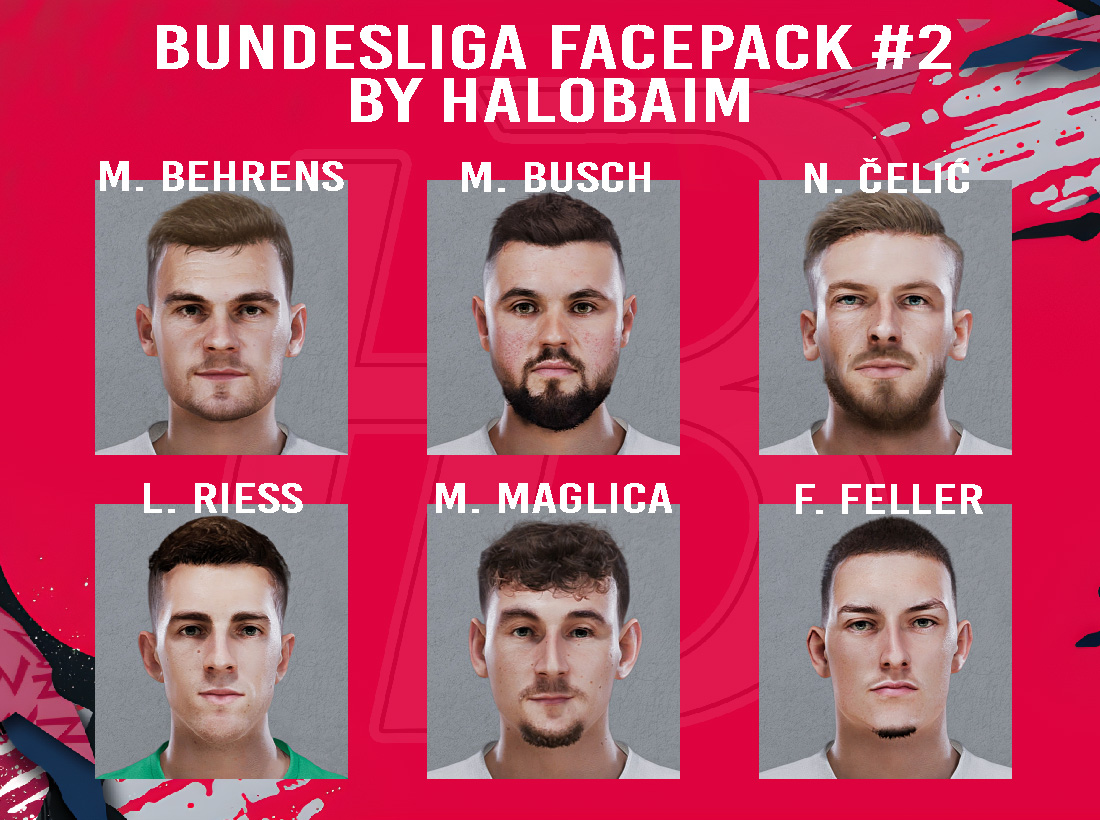 BUNDESLIGA FACEPACK #2
BY HALOBAIM
M. BEHRENS
M. BUSCH
N. ČELIĆ
L. RIESS
M. MAGLICA
F. FELLER